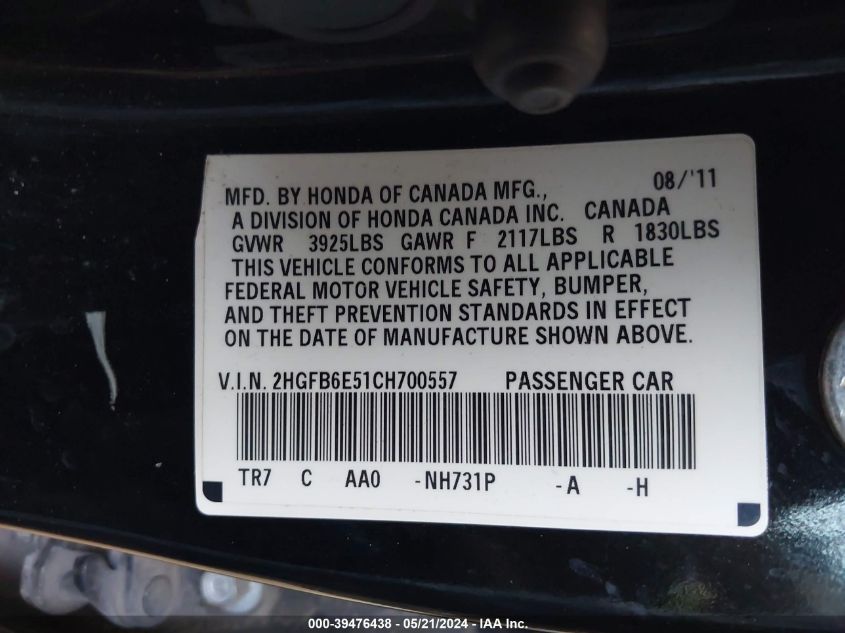 08/'11
MFD. BY HONDA OF CANADA MFG.,
A DIVISION OF HONDA CANADA INC. CANADA
GVWR 3925LBS GAWR F 2117LBS R 1830LBS
THIS VEHICLE CONFORMS TO ALL APPLICABLE
FEDERAL MOTOR VEHICLE SAFETY, BUMPER,
AND THEFT PREVENTION STANDARDS IN EFFECT
ON THE DATE OF MANUFACTURE SHOWN ABOVE.
V.I.N. 2HGFB6E51CH700557 PASSENGER CAR
TR7 C AA0 -NH731P -A -H
000-39476438 - 05/21/2024 - IAA Inc.